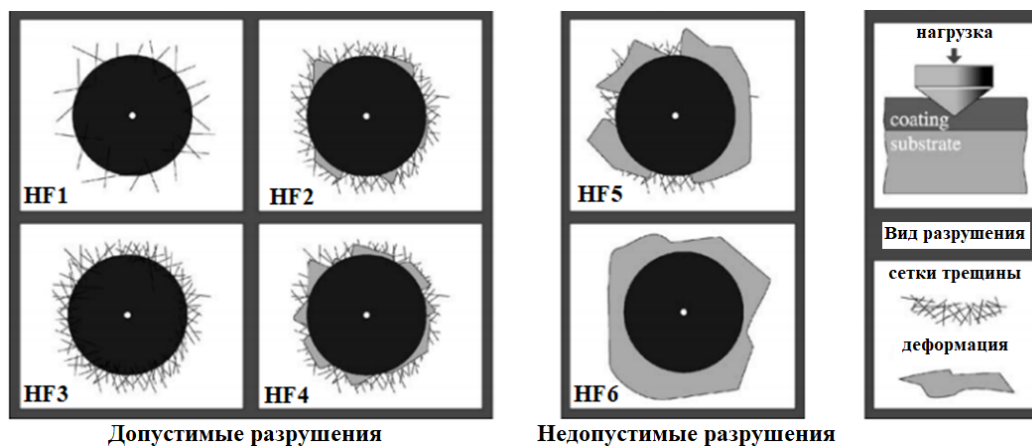 HF1
HF2
HF3
HF4
Допустимые разрушения
HF5
HF6
Недопустимые разрушения
нагрузка
coating
substrate
Вид разрушения
сетки трещины
деформация